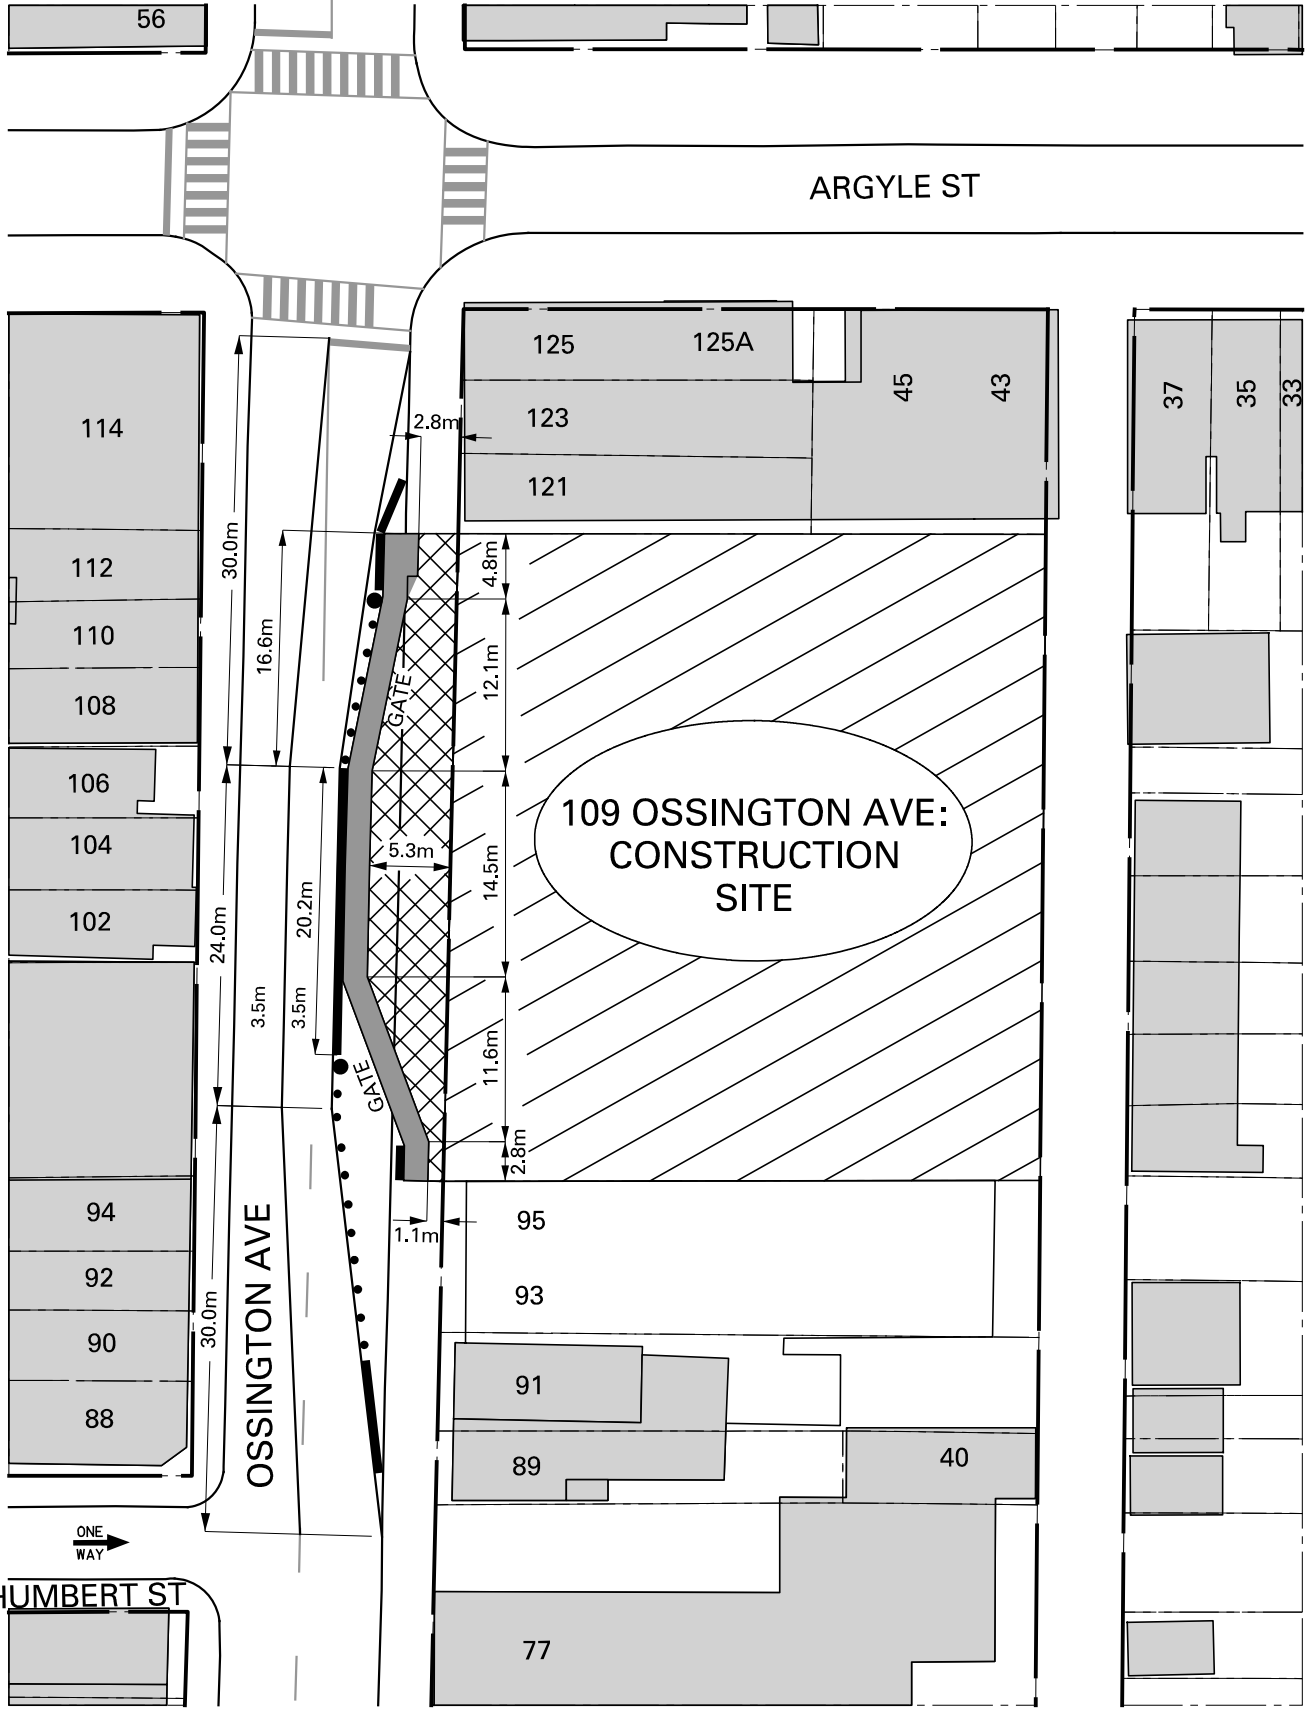 56
ARGYLE ST
125
125A
45
43
37
35
33
123
121
114
2.8m
30.0m
112
110
108
16.6m
4.8m
12.1m
GATE
106
104
102
109 OSSINGTON AVE:
CONSTRUCTION
SITE
5.3m
14.5m
20.2m
24.0m
3.5m
3.5m
11.6m
GATE
2.8m
94
92
90
88
OSSINGTON AVE
30.0m
1.1m
95
93
91
89
40
ONE
WAY
HUMBERT ST
77